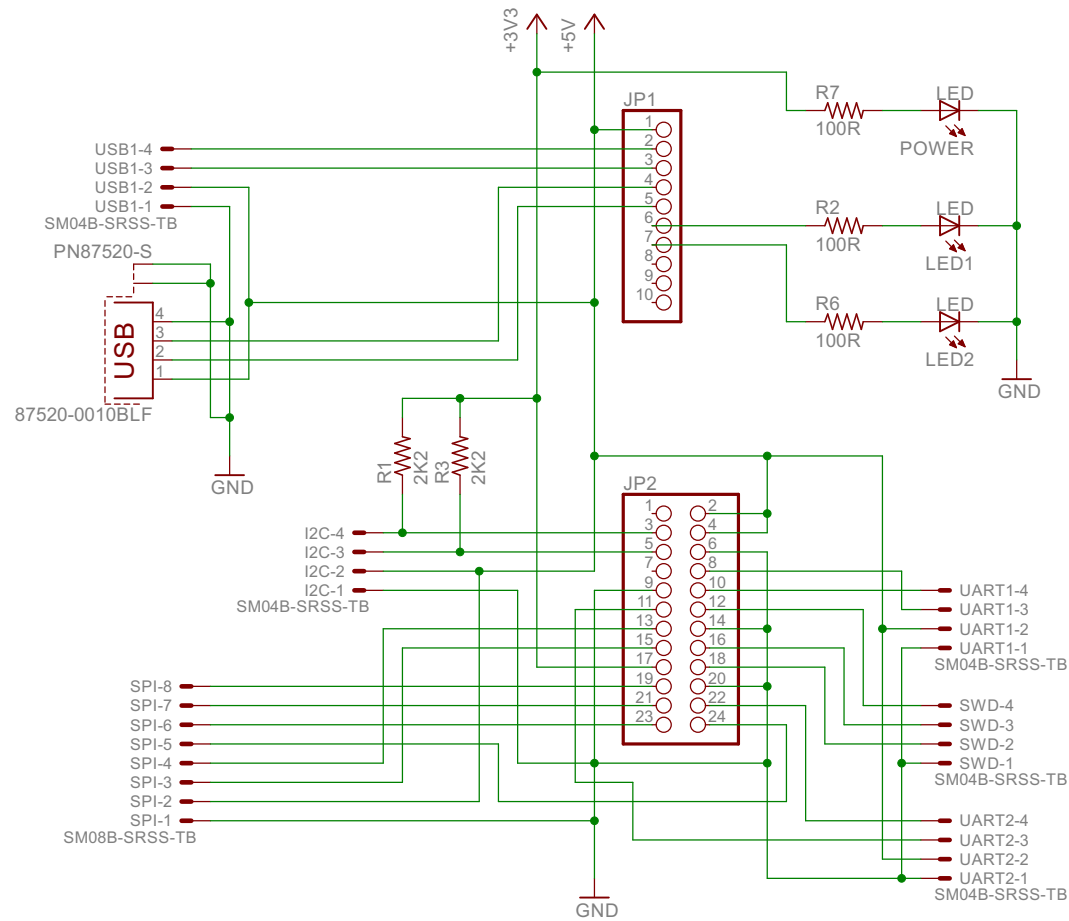 +3V3
+5V
JP1
1
2
3
4
5
6
7
8
9
10
R7
100R
LED
POWER
R2
100R
LED
LED1
R6
100R
LED
LED2
GND
USB1-4
USB1-3
USB1-2
USB1-1
SM04B-SRSS-TB
PN87520-S
USB
4
3
2
1
87520-0010BLF
GND
R1
2K2
R3
2K2
I2C-4
I2C-3
I2C-2
I2C-1
SM04B-SRSS-TB
JP2
1 2
3 4
5 6
7 8
9 10
11 12
13 14
15 16
17 18
19 20
21 22
23 24
UART1-4
UART1-3
UART1-2
UART1-1
SM04B-SRSS-TB
SWD-4
SWD-3
SWD-2
SWD-1
SM04B-SRSS-TB
UART2-4
UART2-3
UART2-2
UART2-1
SM04B-SRSS-TB
SPI-8
SPI-7
SPI-6
SPI-5
SPI-4
SPI-3
SPI-2
SPI-1
SM08B-SRSS-TB
GND